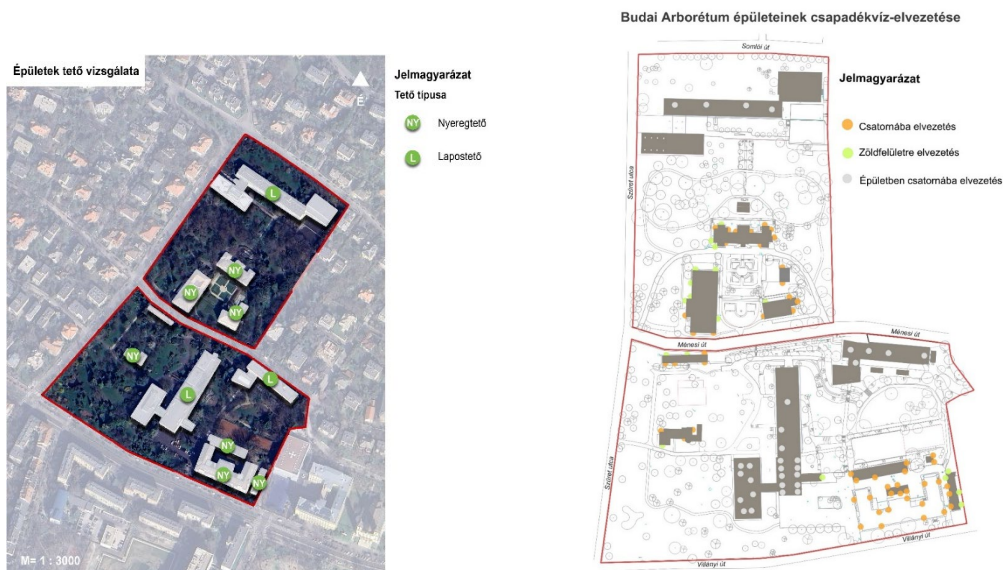 Épületek tető vizsgálata
É
Jelmagyarázat
Tető típusa
NY Nyeregtető
L Lapostető
L
NY
NY
NY
NY
L
L
NY
NY
NY
M= 1 : 3000
Budai Arborétum épületeinek csapadékvíz-elvezetése
Somlói út
Szüret utca
Ménesi út
Ménesi út
Szüret utca
Villányi út
Villányi út
Jelmagyarázat
Csatornába elvezetés
Zöldfelületre elvezetés
Épületben csatornába elvezetés